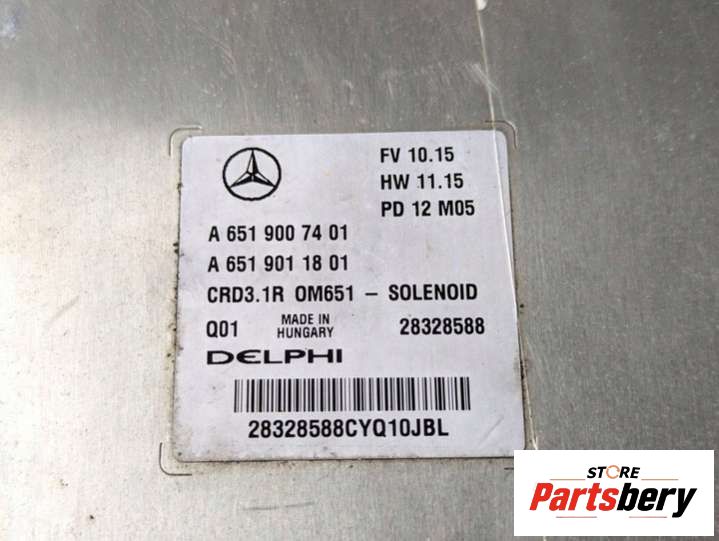 FV 10.15
HW 11.15
PD 12 M05
A 651 900 74 01
A 651 901 18 01
CRD3.1R OM651 – SOLENOID
Q01 MADE IN HUNGARY 28328588
DELPHI
28328588CYQ10JBL
STORE
Partsbery